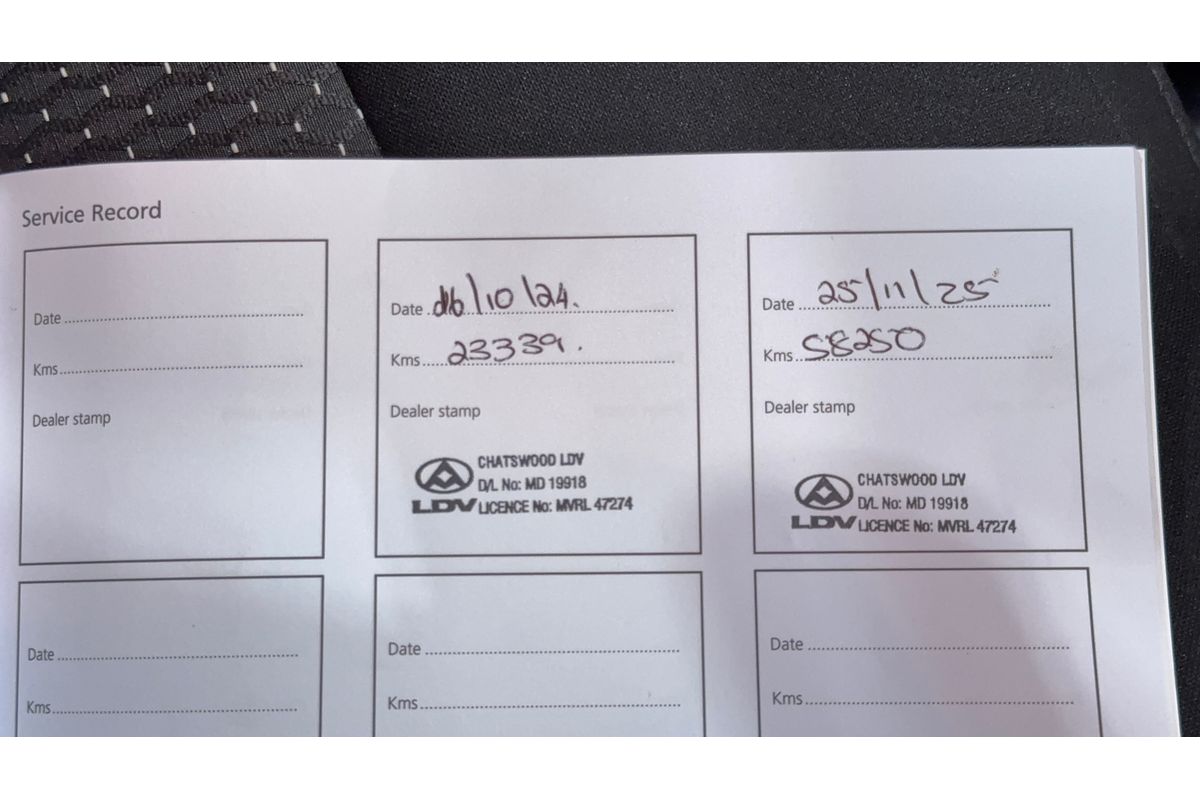 Service Record
Date
Kms
Dealer stamp
Date 16/10/24.
Kms 23339.
Dealer stamp
CHATSWOOD LDV
D/L No: MD 19918
LDV LICENCE No: MVRL 47274
Date 25/11/25
Kms 58250
Dealer stamp
CHATSWOOD LDV
D/L No: MD 19918
LDV LICENCE No: MVRL 47274
Date
Kms
Date
Kms
Date
Kms